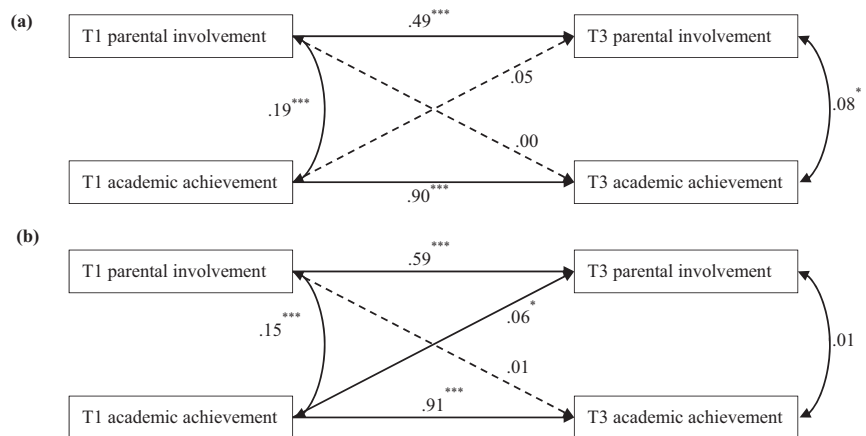 (a)
T1 parental involvement
.49***
T3 parental involvement
.05
.19***
.08*
.00
T1 academic achievement
.90***
T3 academic achievement
(b)
T1 parental involvement
.59***
T3 parental involvement
.06*
.15***
.01
.01
T1 academic achievement
.91***
T3 academic achievement